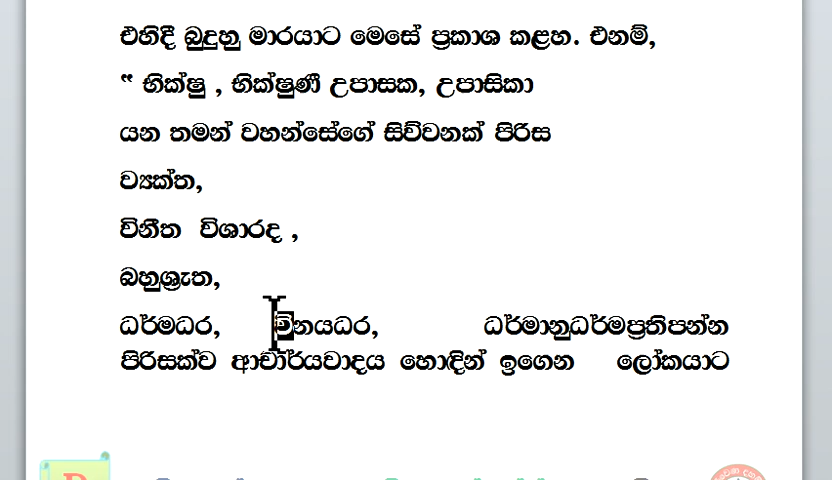 එහිදී බුදුහු මාරයාට මෙසේ ප්‍රකාශ කළහ. එනම්,
“ භික්ෂු , භික්ෂුණී උපාසක, උපාසිකා
යන තමන් වහන්සේගේ සිව්වනක් පිරිස
ව්‍යක්ත,
විනීත විශාරද ,
බහුශ්‍රැත,
ධර්මධර, විනයධර, ධර්මානුධර්මප්‍රතිපන්න
පිරිසක්ව ආචාර්යවාදය හොඳින් ඉගෙන ලෝකයාට